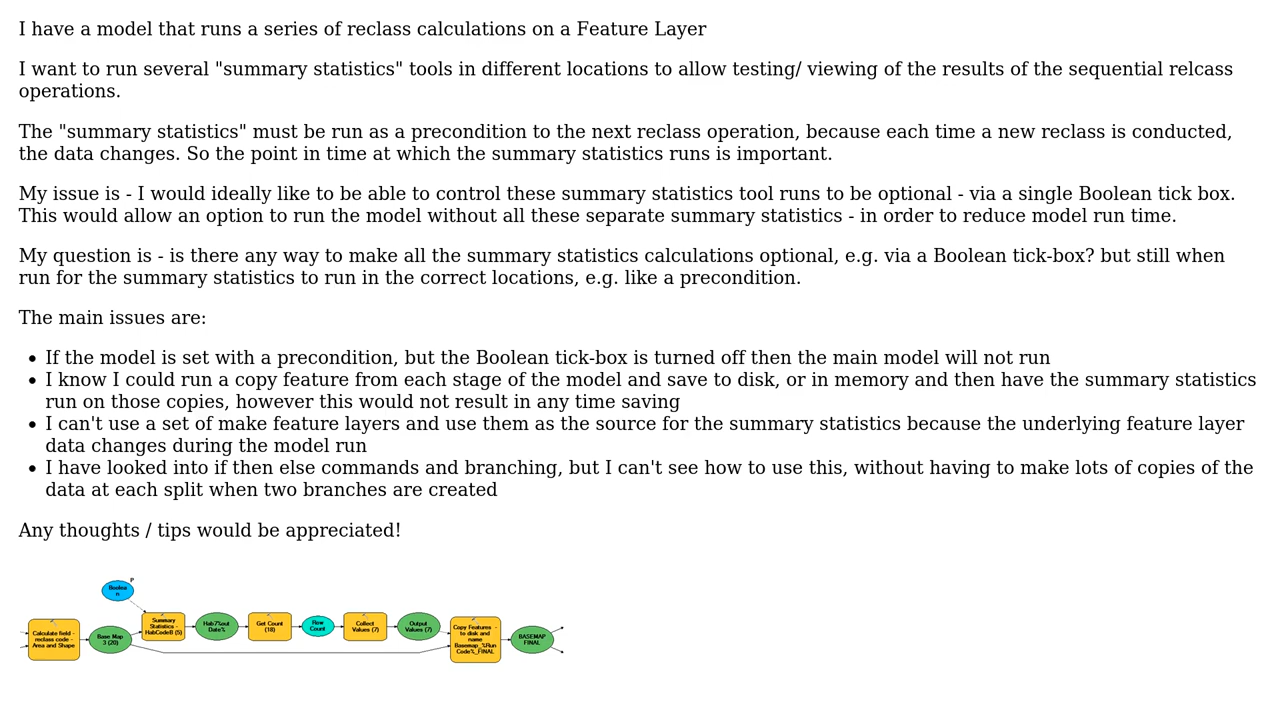 I have a model that runs a series of reclass calculations on a Feature Layer
I want to run several "summary statistics" tools in different locations to allow testing/ viewing of the results of the sequential relcass
operations.
The "summary statistics" must be run as a precondition to the next reclass operation, because each time a new reclass is conducted,
the data changes. So the point in time at which the summary statistics runs is important.
My issue is - I would ideally like to be able to control these summary statistics tool runs to be optional - via a single Boolean tick box.
This would allow an option to run the model without all these separate summary statistics - in order to reduce model run time.
My question is - is there any way to make all the summary statistics calculations optional, e.g. via a Boolean tick-box? but still when
run for the summary statistics to run in the correct locations, e.g. like a precondition.
The main issues are:
• If the model is set with a precondition, but the Boolean tick-box is turned off then the main model will not run
• I know I could run a copy feature from each stage of the model and save to disk, or in memory and then have the summary statistics
run on those copies, however this would not result in any time saving
• I can't use a set of make feature layers and use them as the source for the summary statistics because the underlying feature layer
data changes during the model run
• I have looked into if then else commands and branching, but I can't see how to use this, without having to make lots of copies of the
data at each split when two branches are created
Any thoughts / tips would be appreciated!
P
Boolea
n
Calculate field -
reclass code -
Area and Shape
Base Map
3 (20)
Summary
Statistics -
HabCodeB (5)
Hab7%out
Date%
Get Count
(18)
Row
Count
Collect
Values (7)
Output
Values (7)
Copy Features -
to disk and
name
Basemap_%Run
Code%_FINAL
BASEMAP
FINAL